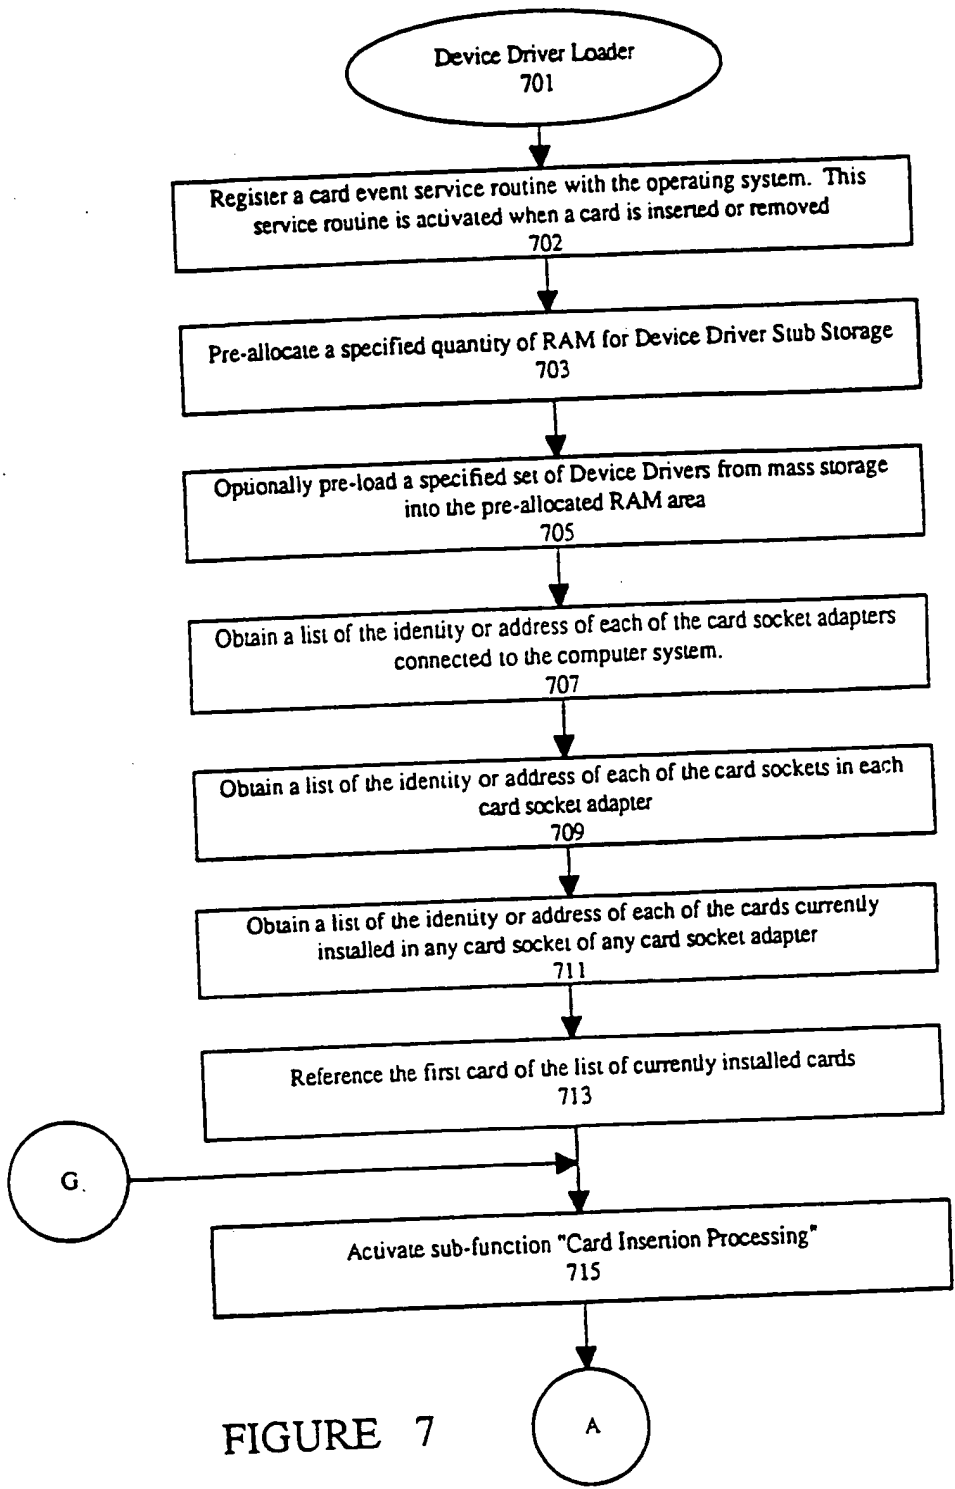 Device Driver Loader
701
Register a card event service routine with the operating system. This
service routine is activated when a card is inserted or removed
702
Pre-allocate a specified quantity of RAM for Device Driver Stub Storage
703
Optionally pre-load a specified set of Device Drivers from mass storage
into the pre-allocated RAM area
705
Obtain a list of the identity or address of each of the card socket adapters
connected to the computer system.
707
Obtain a list of the identity or address of each of the card sockets in each
card socket adapter
709
Obtain a list of the identity or address of each of the cards currently
installed in any card socket of any card socket adapter
711
Reference the first card of the list of currently installed cards
713
G
Activate sub-function "Card Insertion Processing"
715
A
FIGURE 7